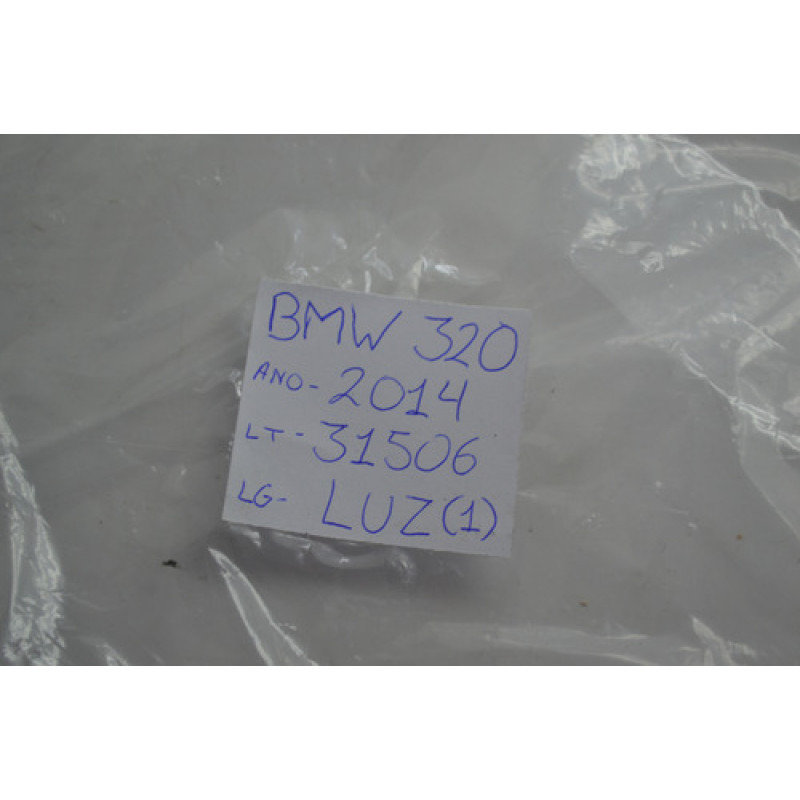 BMW 320
ANO- 2014
LT- 31506
LG- LUZ(1)